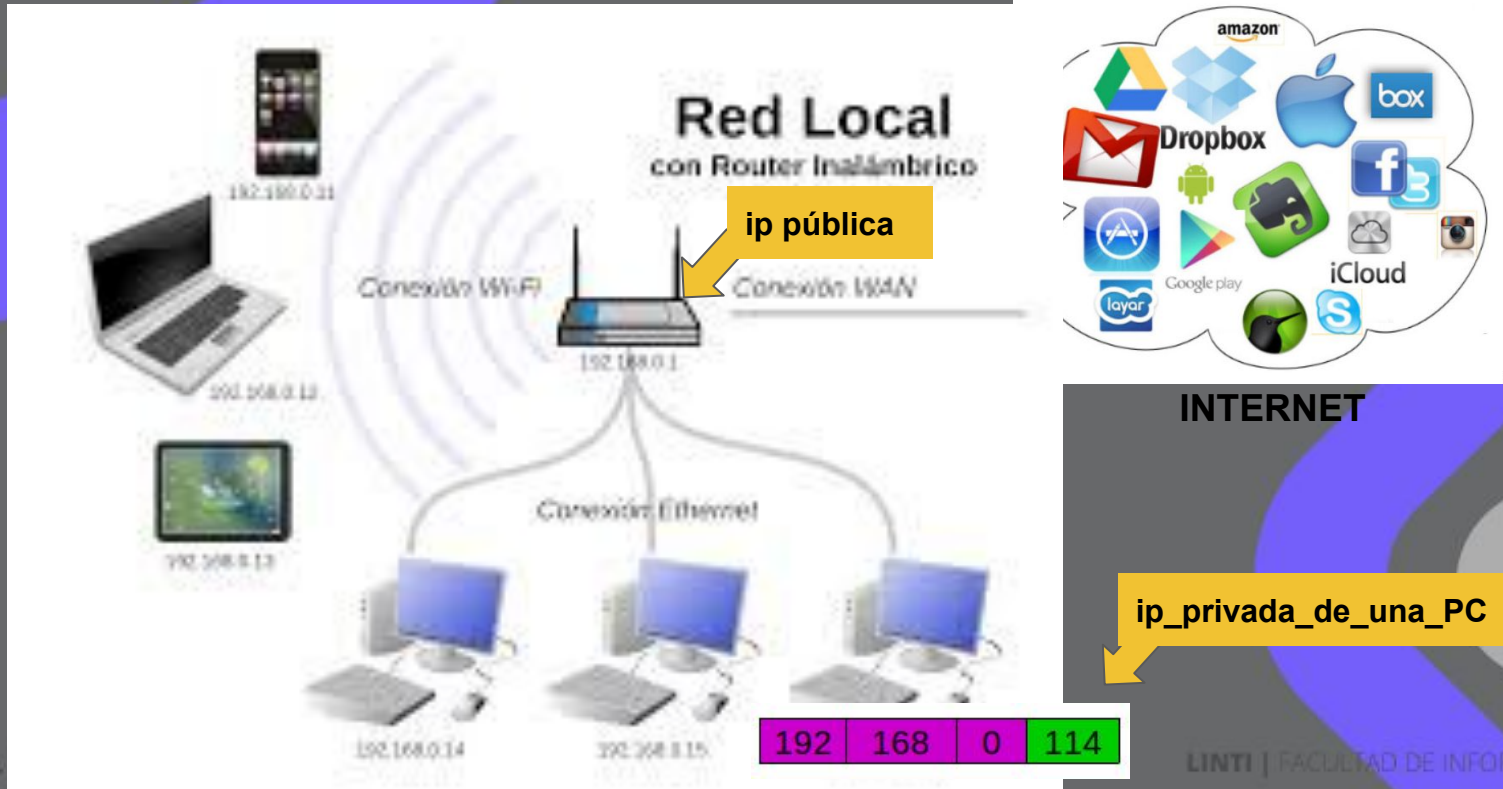 amazon
box
Dropbox
Red Local
con Router Inalámbrico
192.168.0.11
ip pública
Conexión Wi-Fi
Conexión WAN
iCloud
Google play
layar
192.168.0.1
192.168.0.12
INTERNET
Conexión Ethernet
192.168.0.13
ip_privada_de_una_PC
192.168.0.14
192.168.0.15
192 168 0 114
LINTI | FACULTAD DE INFO